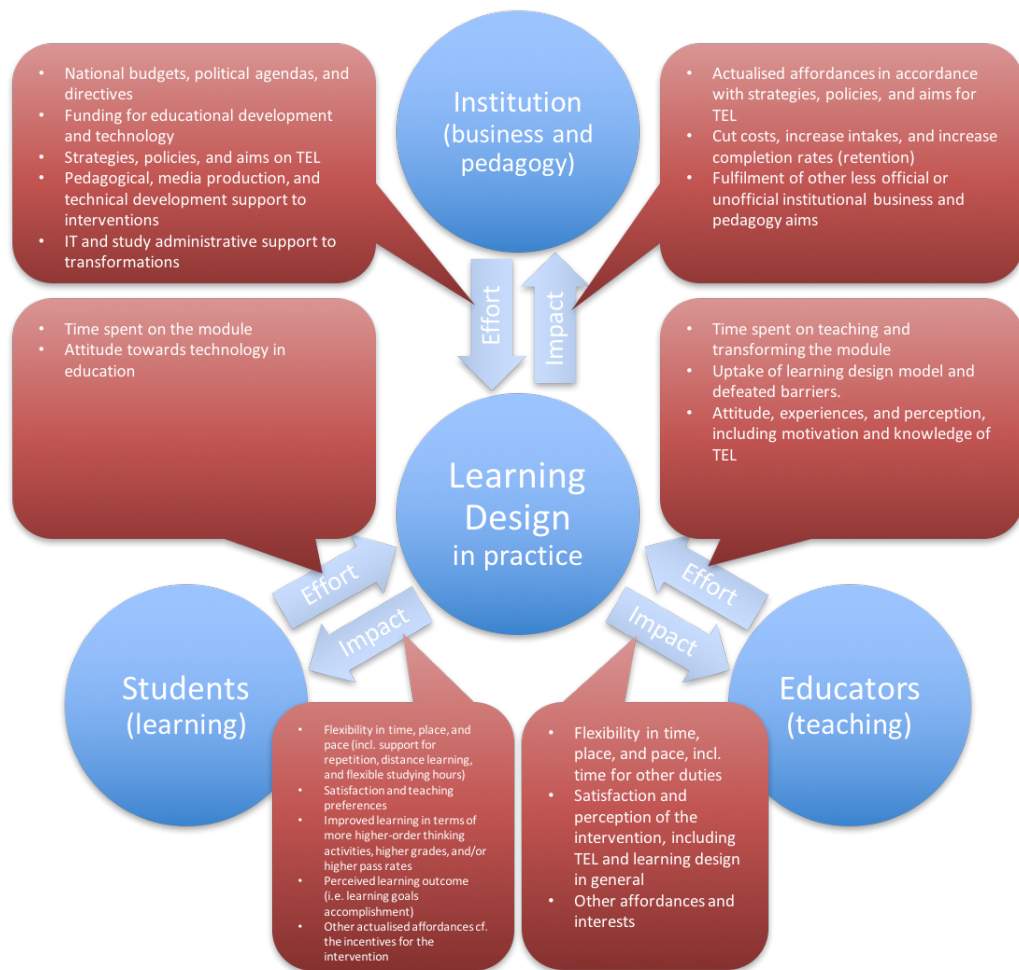 • National budgets, political agendas, and
directives
• Funding for educational development and
technology
• Strategies, policies, and aims on TEL
• Pedagogical, media production, and
technical development support to
interventions
• IT and study administrative support to
transformations
Institution
(business and
pedagogy)
• Actualised affordances in accordance
with strategies, policies, and aims for
TEL
• Cut costs, increase intakes, and increase
completion rates (retention)
• Fulfilment of other less official or
unofficial institutional business and
pedagogy aims
Effort
Impact
• Time spent on the module
• Attitude towards technology in
education
• Time spent on teaching and
transforming the module
• Uptake of learning design model and
defeated barriers.
• Attitude, experiences, and perception,
including motivation and knowledge of
TEL
Learning
Design
in practice
Effort
Impact
Effort
Impact
Students
(learning)
Educators
(teaching)
• Flexibility in time, place, and
pace (incl. support for
repetition, distance learning,
and flexible studying hours)
• Satisfaction and teaching
preferences
• Improved learning in terms of
more higher-order thinking
activities, higher grades, and/or
higher pass rates
• Perceived learning outcome
(i.e. learning goals
accomplishment)
• Other actualised affordances cf.
the incentives for the
intervention
• Flexibility in time,
place, and pace, incl.
time for other duties
• Satisfaction and
perception of the
intervention, including
TEL and learning design
in general
• Other affordances and
interests